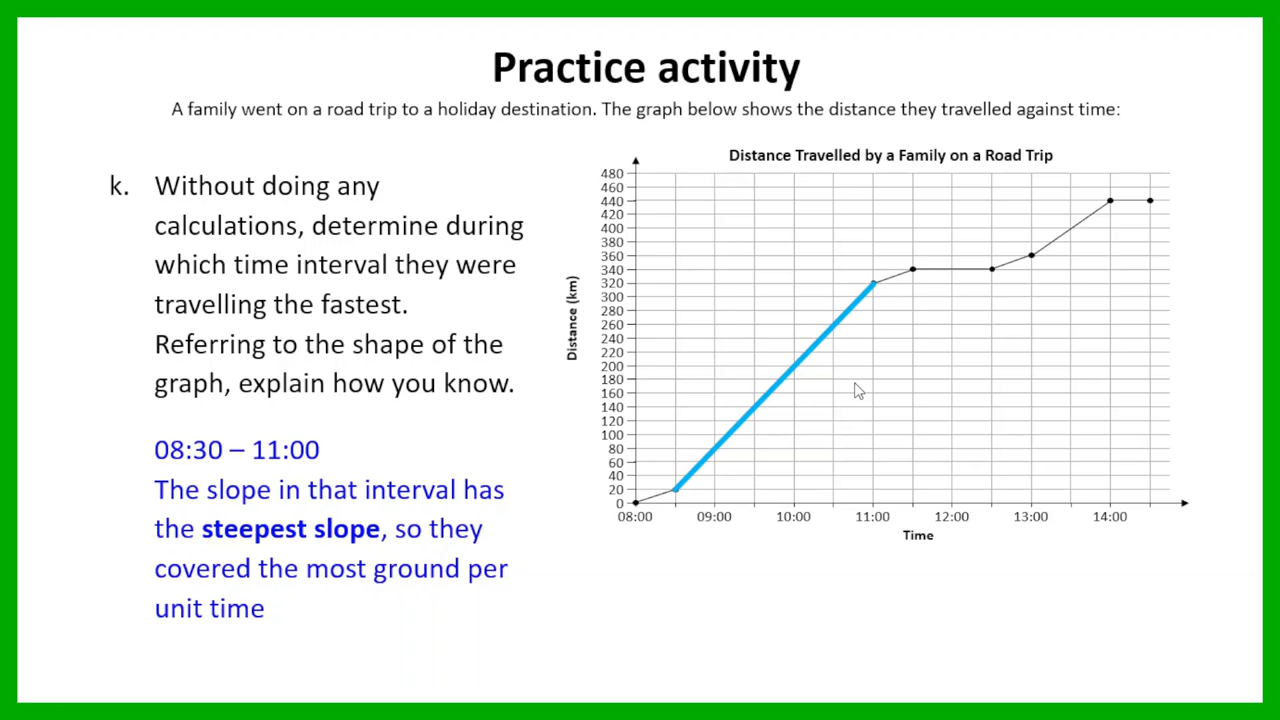 Practice activity
A family went on a road trip to a holiday destination. The graph below shows the distance they travelled against time:
k. Without doing any
calculations, determine during
which time interval they were
travelling the fastest.
Referring to the shape of the
graph, explain how you know.
08:30 – 11:00
The slope in that interval has
the steepest slope, so they
covered the most ground per
unit time
Distance Travelled by a Family on a Road Trip
Distance (km)
480
460
440
420
400
380
360
340
320
300
280
260
240
220
200
180
160
140
120
100
80
60
40
20
0
08:00 09:00 10:00 11:00 12:00 13:00 14:00
Time